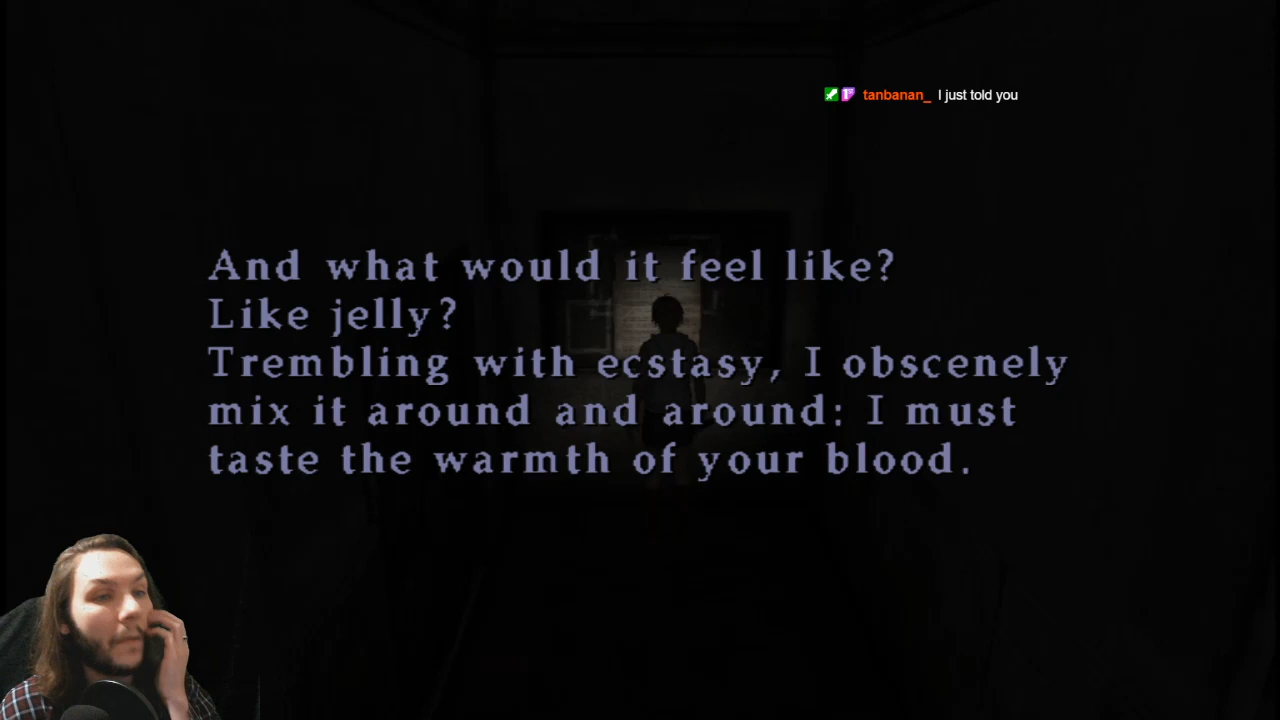 tanbanan_ I just told you
And what would it feel like?
Like jelly?
Trembling with ecstasy, I obscenely
mix it around and around: I must
taste the warmth of your blood.